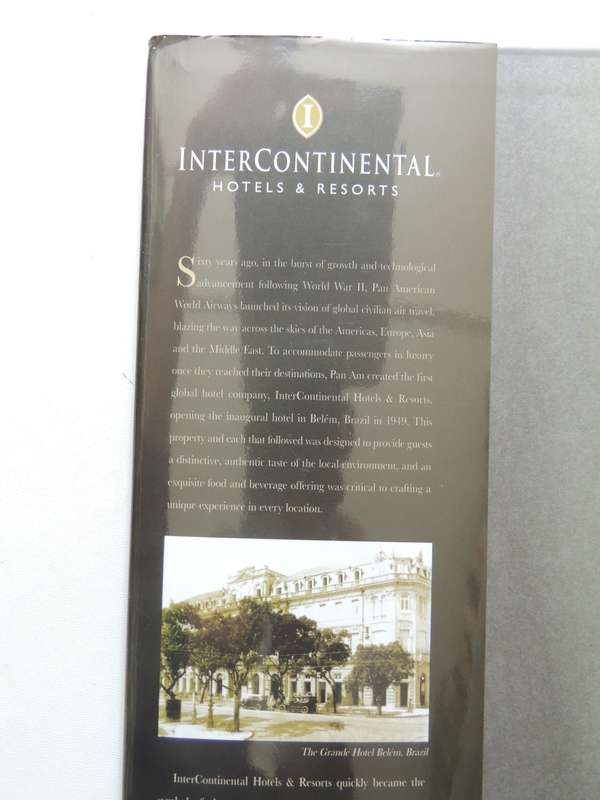 I
INTERCONTINENTAL®
HOTELS & RESORTS
Sixty years ago, in the burst of growth and technological
advancement following World War II, Pan American
World Airways launched its vision of global civilian air travel,
blazing the way across the skies of the Americas, Europe, Asia
and the Middle East. To accommodate passengers in luxury
once they reached their destinations, Pan Am created the first
global hotel company, InterContinental Hotels & Resorts,
opening the inaugural hotel in Belém, Brazil in 1949. This
property and each that followed was designed to provide guests
a distinctive, authentic taste of the local environment, and an
exquisite food and beverage offering was critical to crafting a
unique experience in every location.
The Grande Hotel Belém, Brazil
InterContinental Hotels & Resorts quickly became the